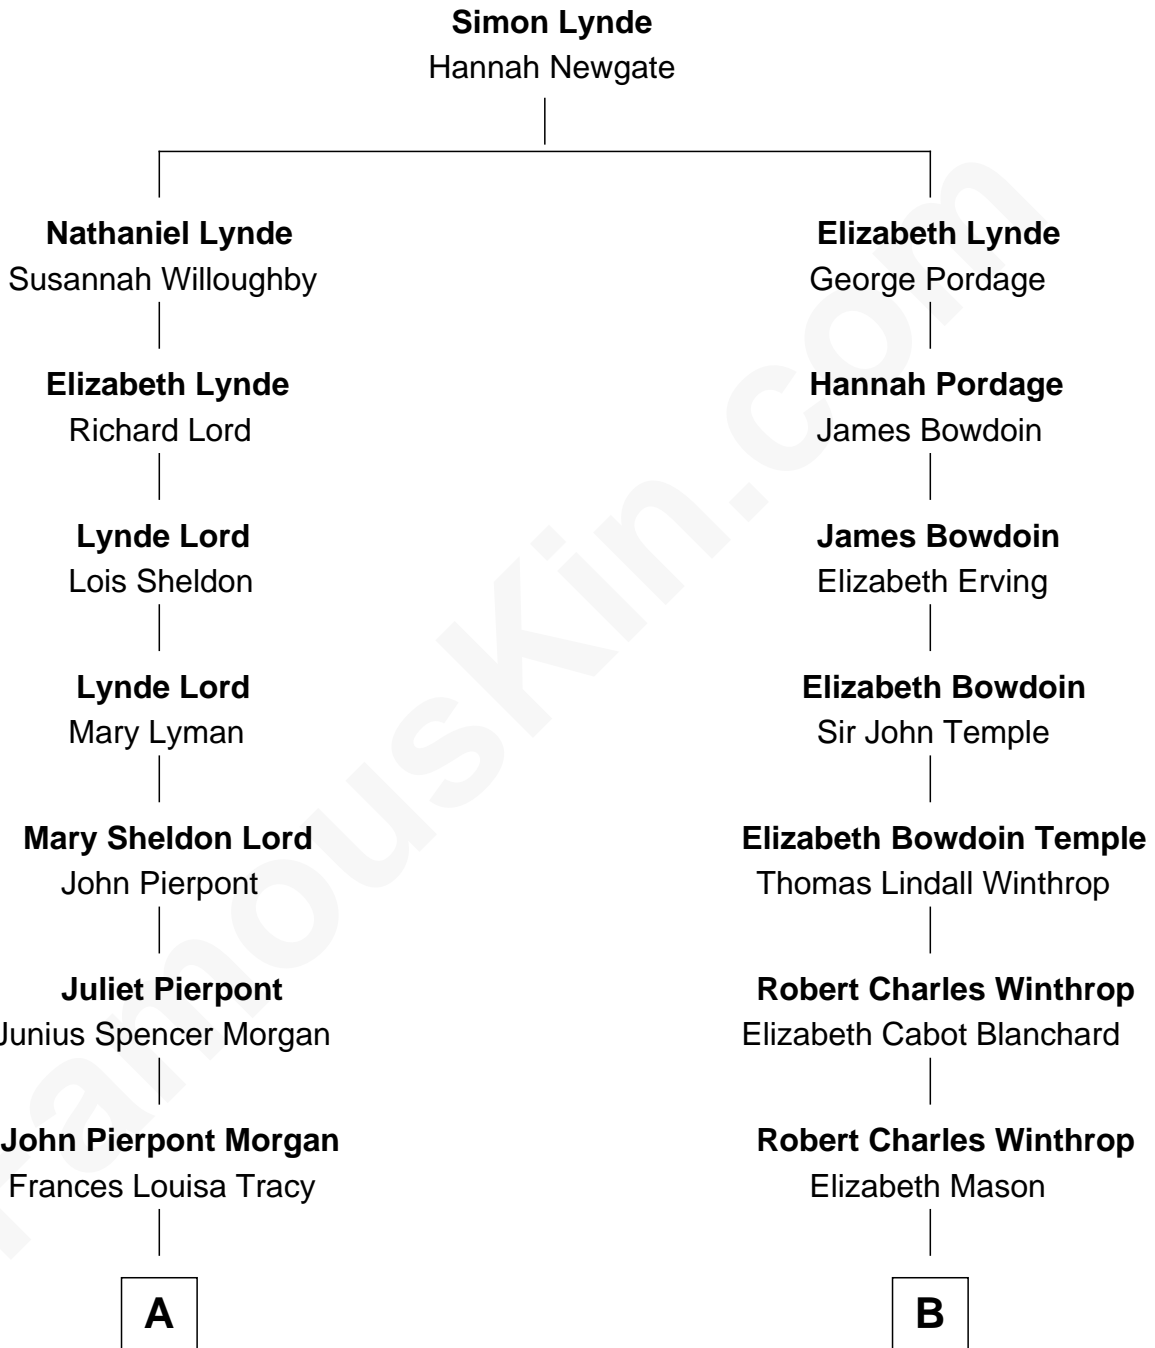 Simon Lynde
Hannah Newgate
Nathaniel Lynde
Susannah Willoughby
Elizabeth Lynde
George Pordage
Elizabeth Lynde
Richard Lord
Hannah Pordage
James Bowdoin
Lynde Lord
Lois Sheldon
James Bowdoin
Elizabeth Erving
Lynde Lord
Mary Lyman
Elizabeth Bowdoin
Sir John Temple
Mary Sheldon Lord
John Pierpont
Elizabeth Bowdoin Temple
Thomas Lindall Winthrop
Juliet Pierpont
Junius Spencer Morgan
Robert Charles Winthrop
Elizabeth Cabot Blanchard
John Pierpont Morgan
Frances Louisa Tracy
Robert Charles Winthrop
Elizabeth Mason
A
B
FamousKin.com